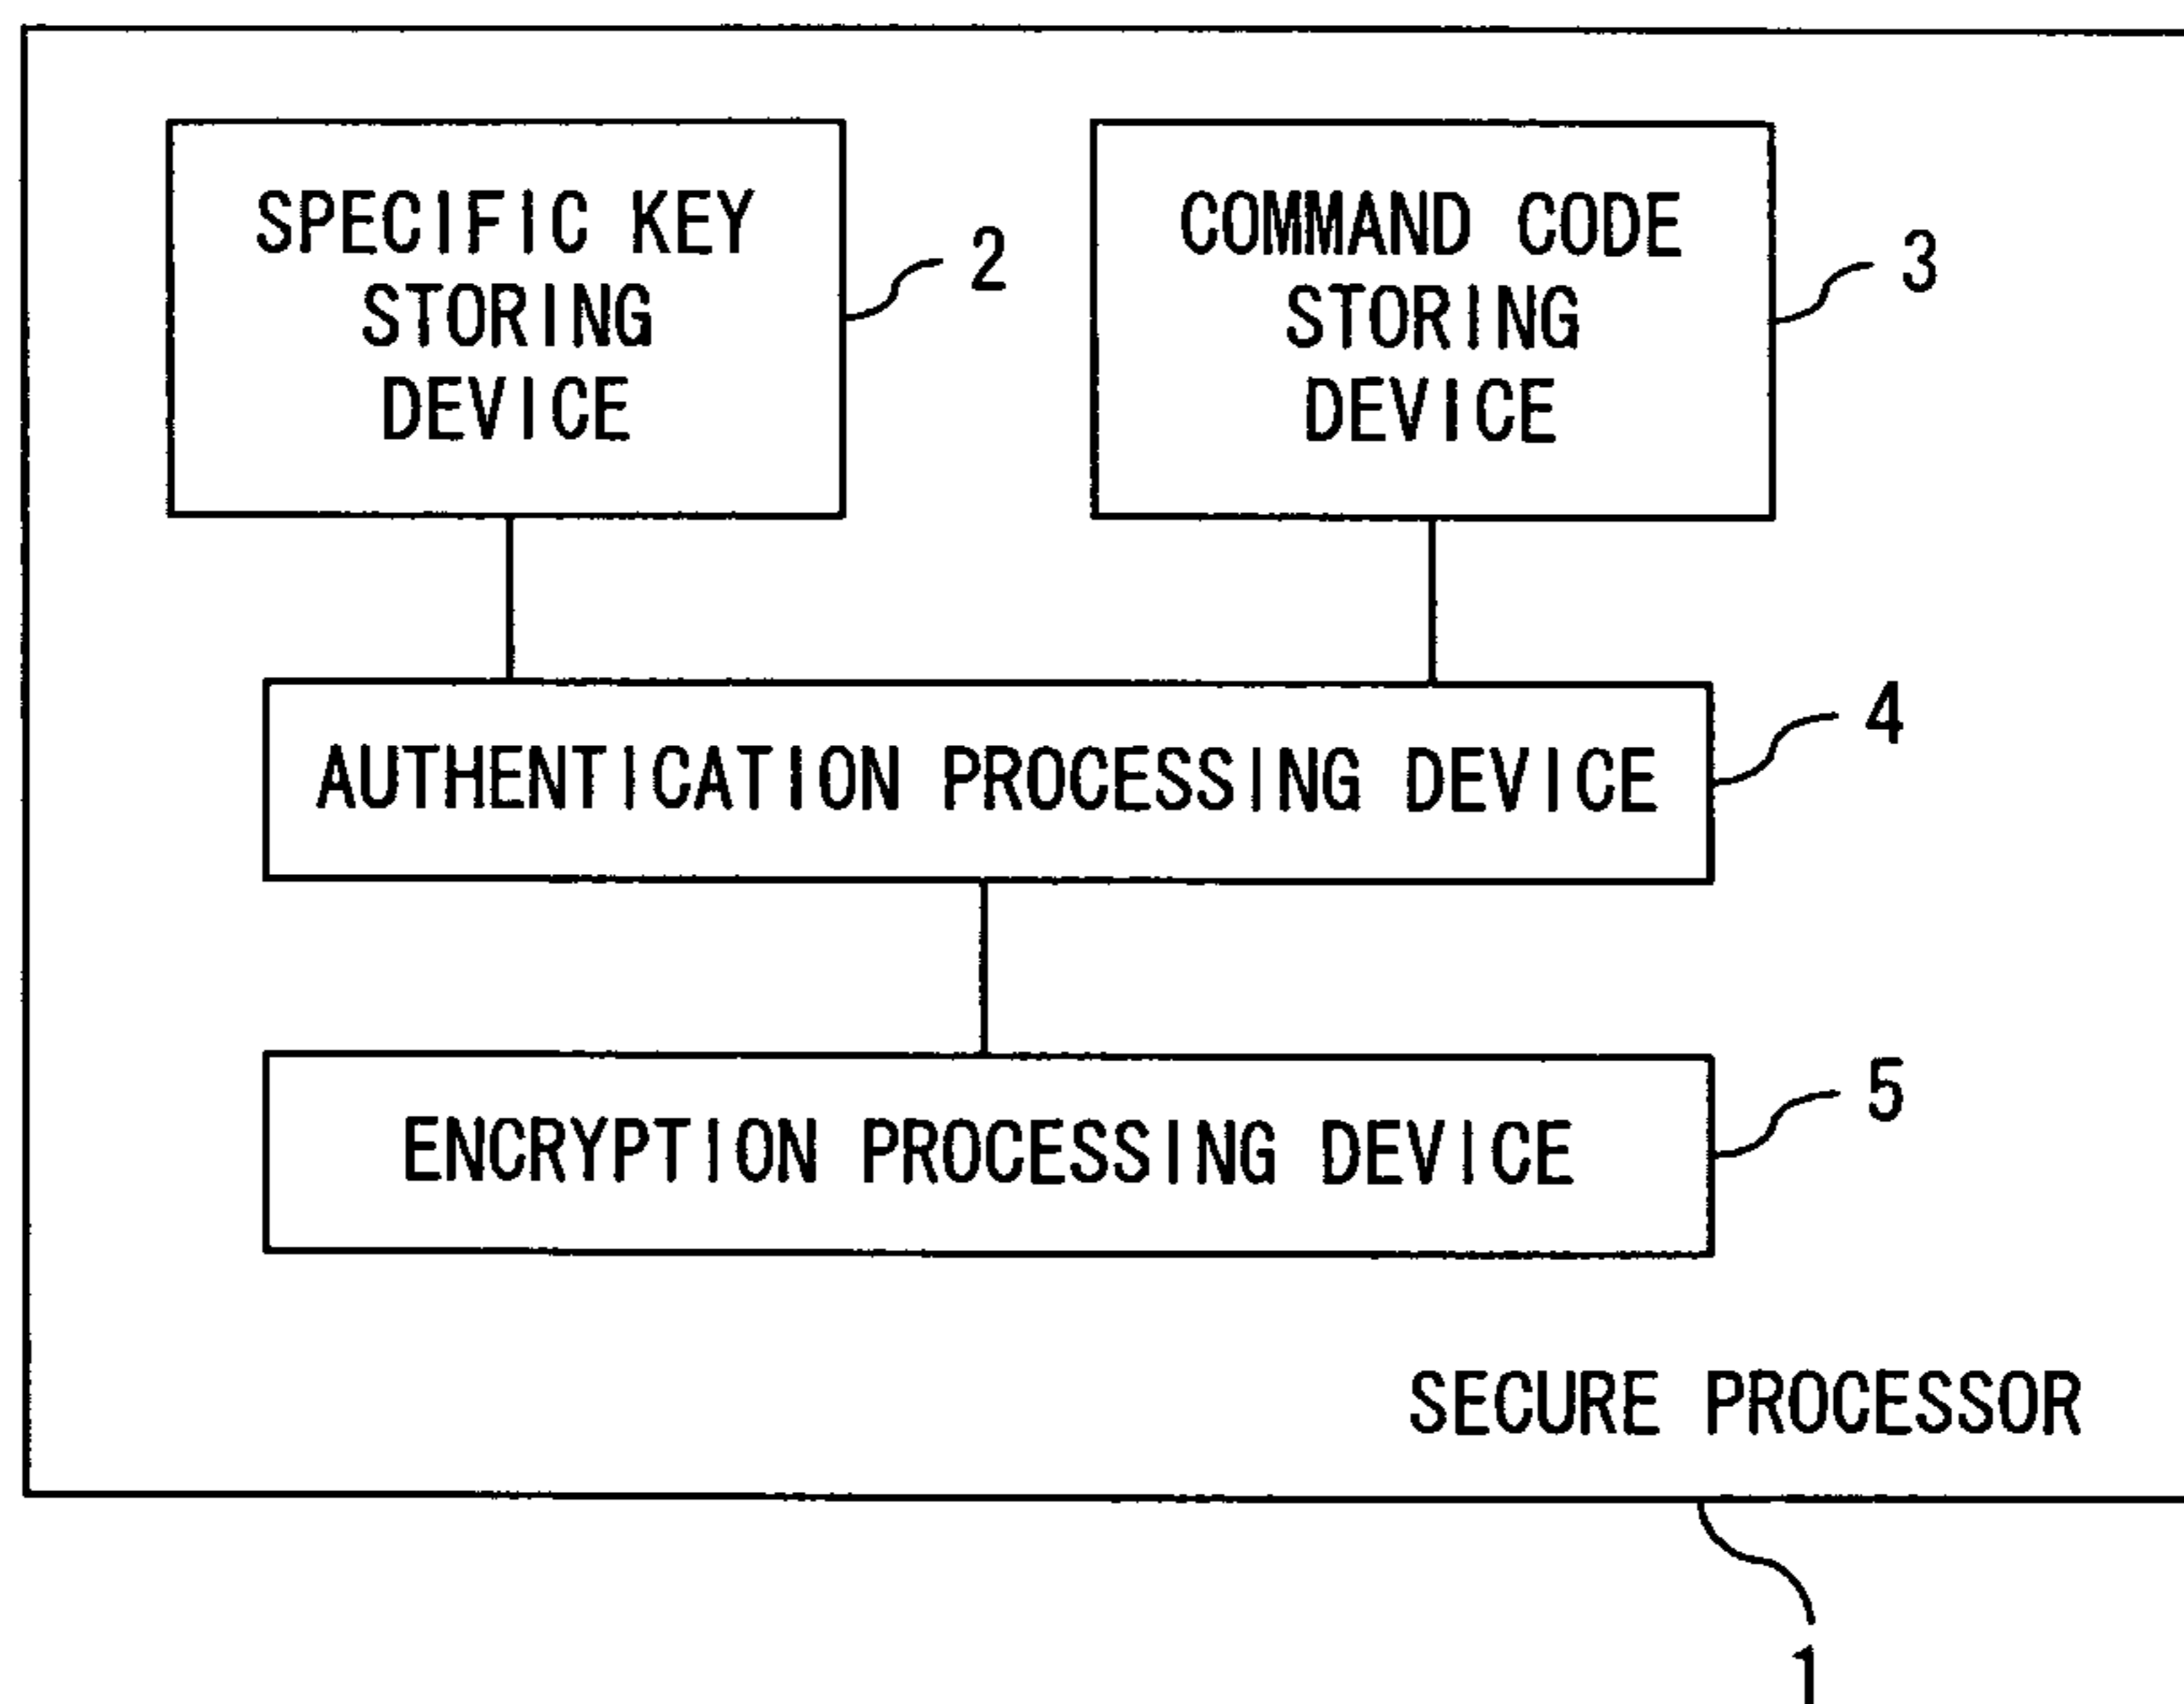 SPECIFIC KEY
STORING
DEVICE
2
COMMAND CODE
STORING
DEVICE
3
AUTHENTICATION PROCESSING DEVICE
4
ENCRYPTION PROCESSING DEVICE
5
SECURE PROCESSOR
1